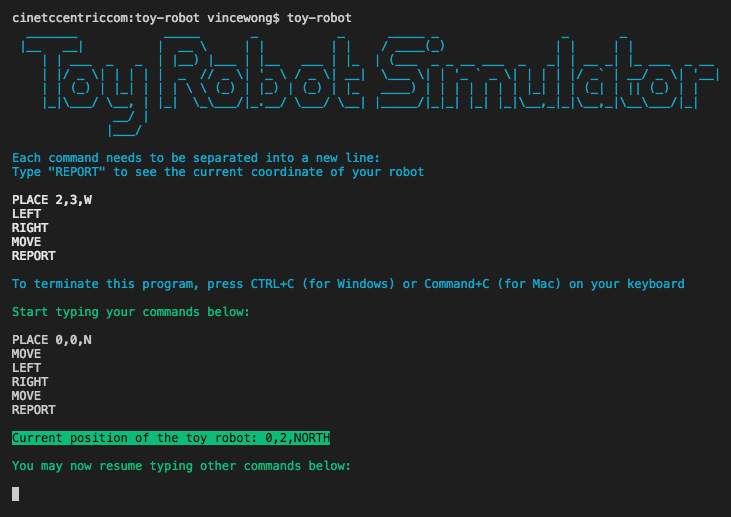 cinetccentriccom:toy-robot vincewong$ toy-robot
Toy Robot Simulator
Each command needs to be separated into a new line:
Type "REPORT" to see the current coordinate of your robot
PLACE 2,3,W
LEFT
RIGHT
MOVE
REPORT
To terminate this program, press CTRL+C (for Windows) or Command+C (for Mac) on your keyboard
Start typing your commands below:
PLACE 0,0,N
MOVE
LEFT
RIGHT
MOVE
REPORT
Current position of the toy robot: 0,2,NORTH
You may now resume typing other commands below: